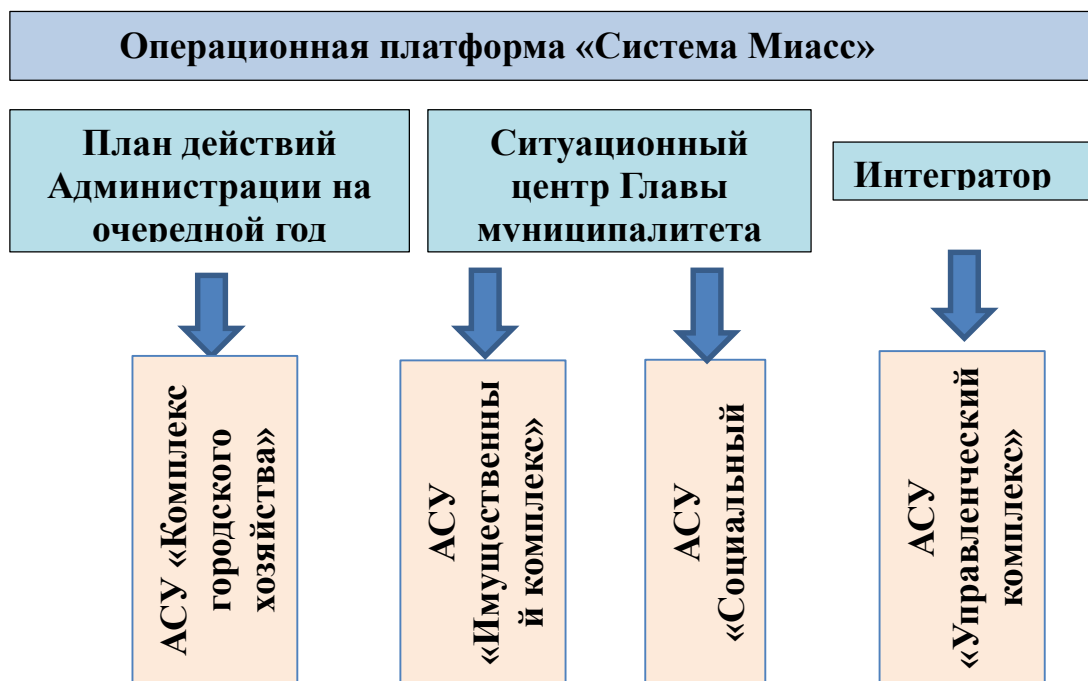 Операционная платформа «Система Миасс»
План действий
Администрации на
очередной год
Ситуационный
центр Главы
муниципалитета
Интегратор
АСУ «Комплекс
городского
хозяйства»
АСУ
«Имущественны
й комплекс»
АСУ
«Социальный
АСУ
«Управленческий
комплекс»